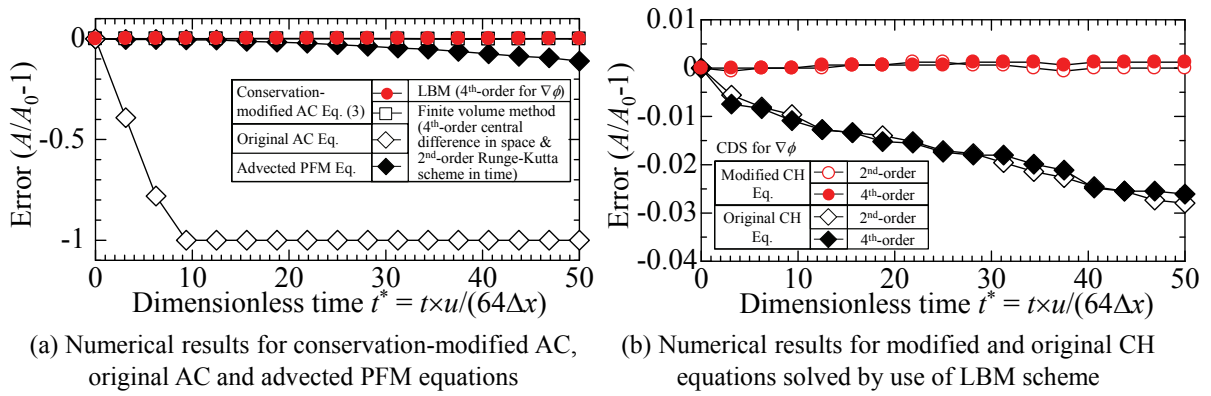 0
-0.5
-1
Error (A/A₀-1)
0 10 20 30 40 50
Dimensionless time t* = t×u/(64Δx)
Conservation-modified AC Eq. (3)
LBM (4th-order for ∇ϕ)
Original AC Eq.
Advected PFM Eq.
Finite volume method
(4th-order central
difference in space &
2nd-order Runge-Kutta
scheme in time)
(a) Numerical results for conservation-modified AC,
original AC and advected PFM equations
0.01
0
-0.01
-0.02
-0.03
-0.04
Error (A/A₀-1)
0 10 20 30 40 50
Dimensionless time t* = t×u/(64Δx)
CDS for ∇ϕ
Modified CH
Eq.
2nd-order
4th-order
Original CH
Eq.
2nd-order
4th-order
(b) Numerical results for modified and original CH
equations solved by use of LBM scheme